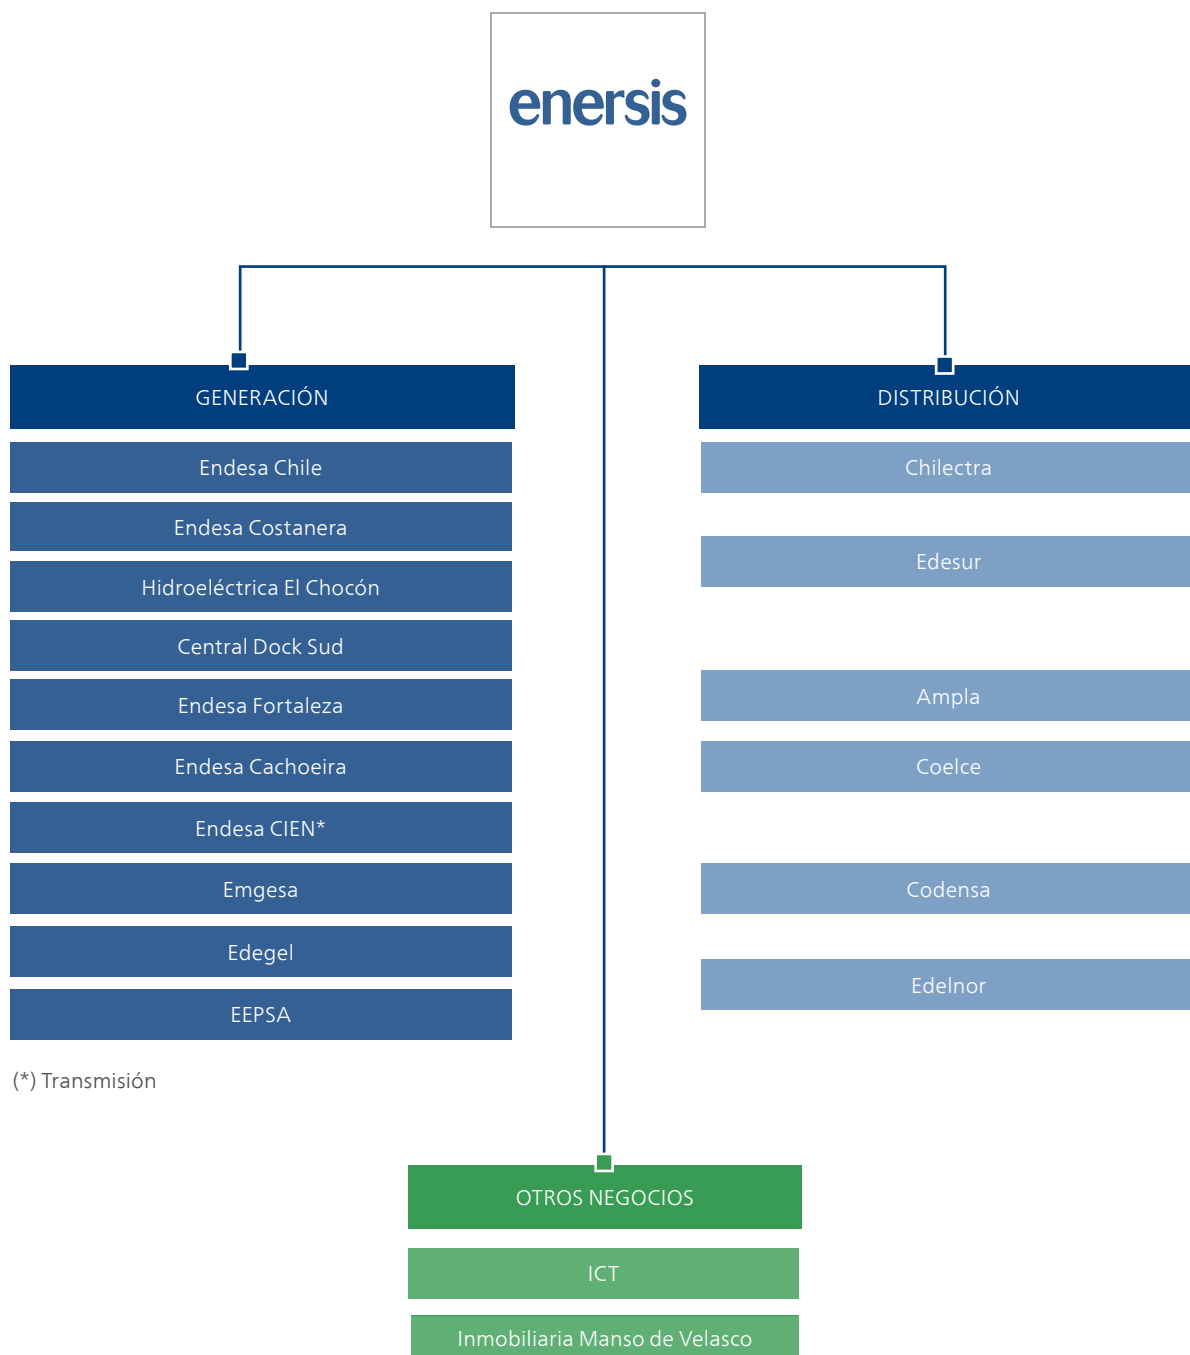 enersis
GENERACIÓN
Endesa Chile
Endesa Costanera
Hidroeléctrica El Chocón
Central Dock Sud
Endesa Fortaleza
Endesa Cachoeira
Endesa CIEN*
Emgesa
Edegel
EEPSA
(*) Transmisión
DISTRIBUCIÓN
Chilectra
Edesur
Ampla
Coelce
Codensa
Edelnor
OTROS NEGOCIOS
ICT
Inmobiliaria Manso de Velasco